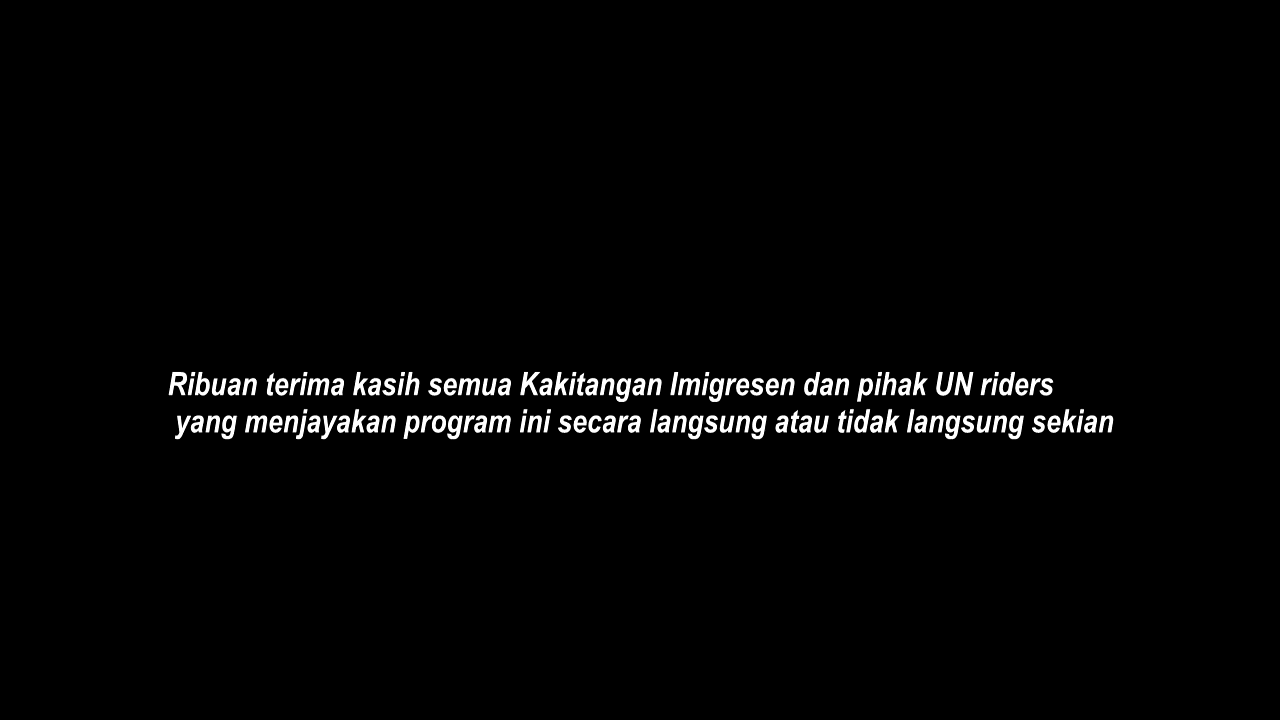 Ribuan terima kasih semua Kakitangan Imigresen dan pihak UN riders
yang menjayakan program ini secara langsung atau tidak langsung sekian